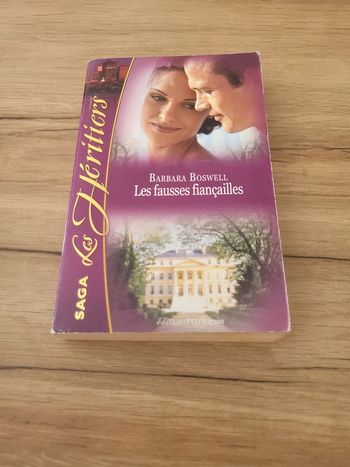 SAGA Les Héritiers
BARBARA BOSWELL
Les fausses fiançailles
Éditions Harlequin